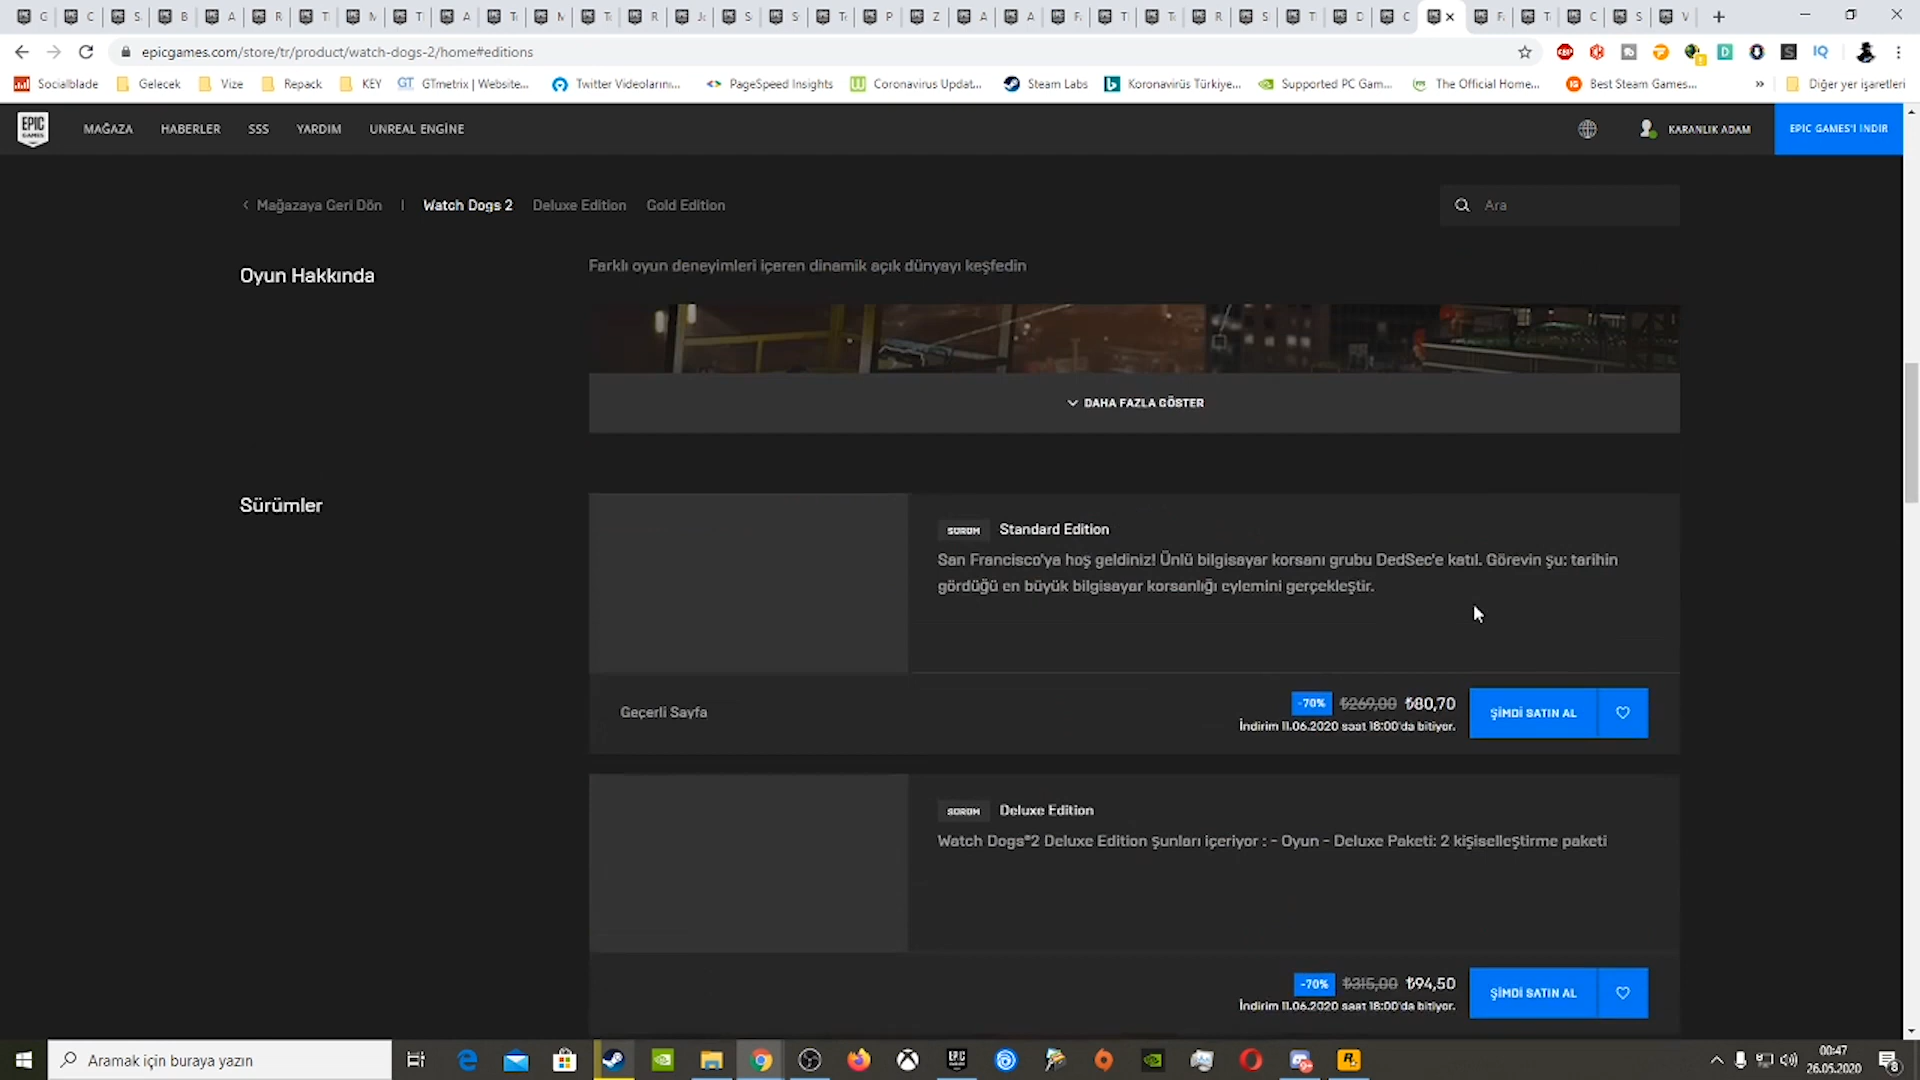 epicgames.com/store/tr/product/watch-dogs-2/home#editions
Socialblade
Gelecek
Vize
Repack
KEY
GTmetrix | Website...
Twitter Videolarını...
PageSpeed Insights
Coronavirus Updat...
Steam Labs
Koronavirüs Türkiye...
Supported PC Gam...
The Official Home...
Best Steam Games...
»
Diğer yer işaretleri
EPIC GAMES
MAĞAZA
HABERLER
SSS
YARDIM
UNREAL ENGİNE
KARANLIK ADAM
EPIC GAMES'İ İNDİR
Mağazaya Geri Dön
Watch Dogs 2
Deluxe Edition
Gold Edition
Ara
Oyun Hakkında
Farklı oyun deneyimleri içeren dinamik açık dünyayı keşfedin
DAHA FAZLA GÖSTER
Sürümler
SÜRÜM Standard Edition
San Francisco'ya hoş geldiniz! Ünlü bilgisayar korsanı grubu DedSec'e katıl. Görevin şu: tarihin
gördüğü en büyük bilgisayar korsanlığı eylemini gerçekleştir.
Geçerli Sayfa
-70% ₺269,00 ₺80,70
İndirim 11.06.2020 saat 18:00'da bitiyor.
ŞİMDİ SATIN AL
SÜRÜM Deluxe Edition
Watch Dogs®2 Deluxe Edition şunları içeriyor : - Oyun - Deluxe Paketi: 2 kişiselleştirme paketi
-70% ₺315,00 ₺94,50
İndirim 11.06.2020 saat 18:00'da bitiyor.
ŞİMDİ SATIN AL
Aramak için buraya yazın
00:47
26.05.2020
8